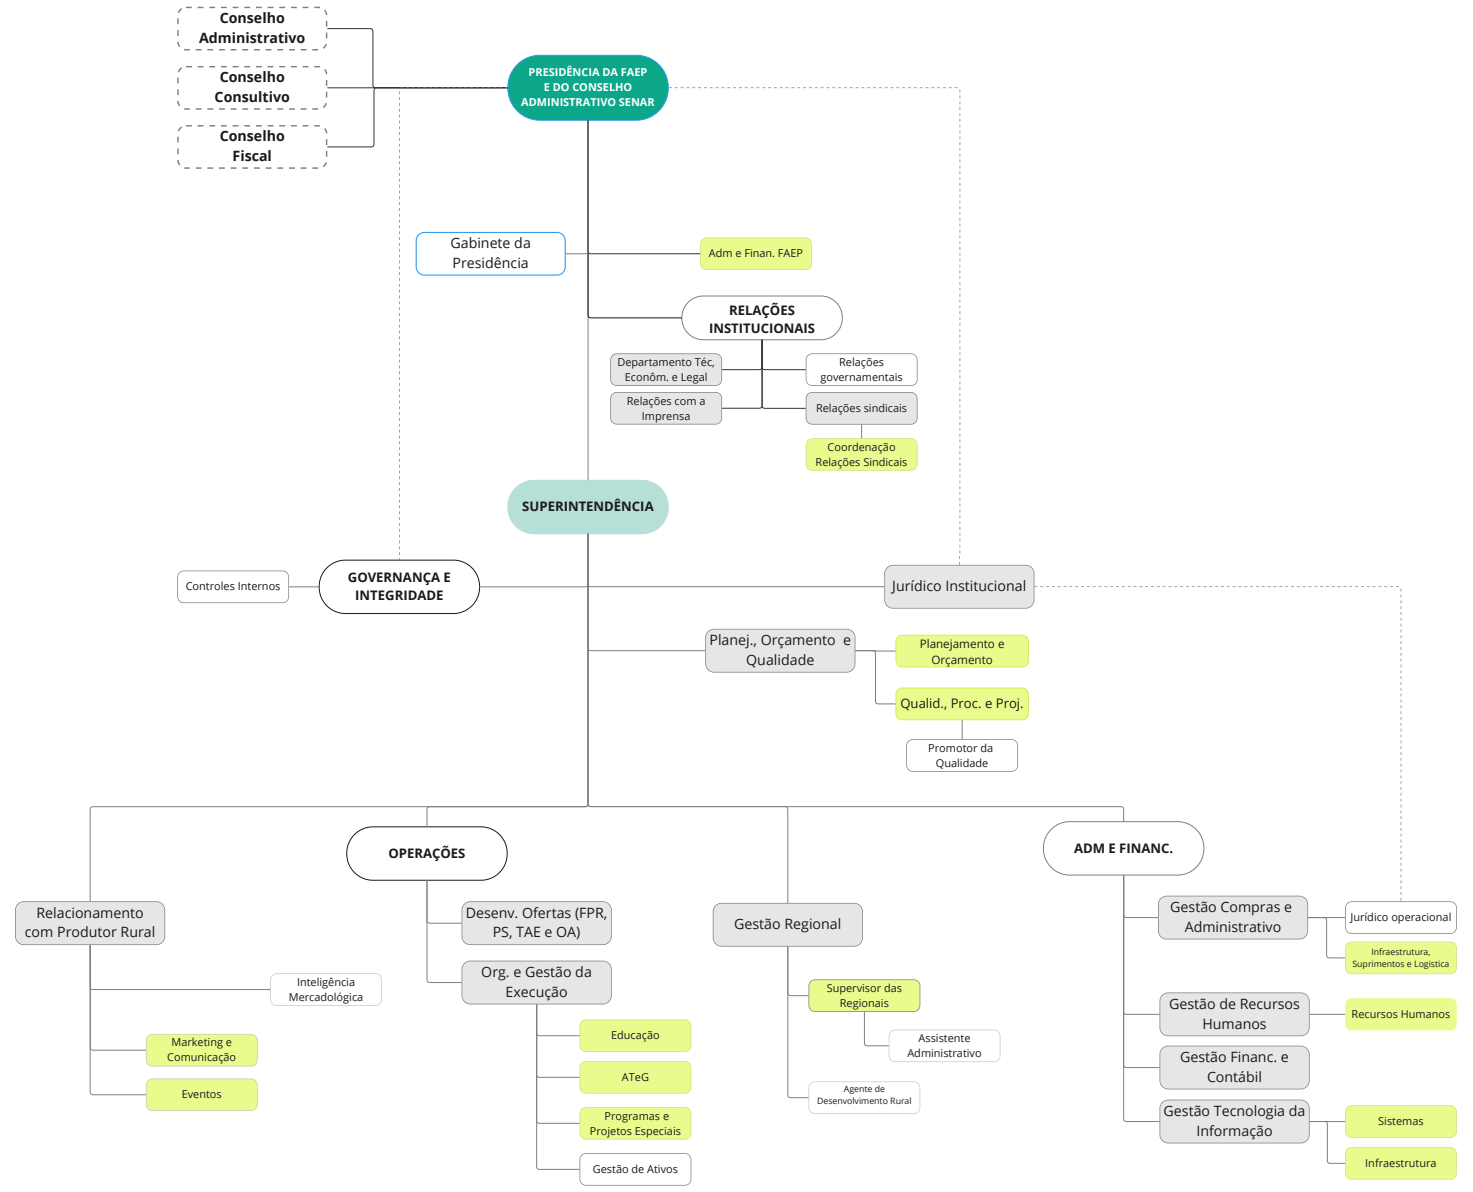 Conselho
Administrativo
Conselho
Consultivo
Conselho
Fiscal
PRESIDÊNCIA DA FAEP
E DO CONSELHO
ADMINISTRATIVO SENAR
Gabinete da
Presidência
Adm e Finan. FAEP
RELAÇÕES
INSTITUCIONAIS
Departamento Téc,
Econôm. e Legal
Relações
governamentais
Relações com a
Imprensa
Relações sindicais
Coordenação
Relações Sindicais
SUPERINTENDÊNCIA
Controles Internos
GOVERNANÇA E
INTEGRIDADE
Jurídico Institucional
Planej., Orçamento e
Qualidade
Planejamento e
Orçamento
Qualid., Proc. e Proj.
Promotor da
Qualidade
Relacionamento
com Produtor Rural
Inteligência
Mercadológica
Marketing e
Comunicação
Eventos
OPERAÇÕES
Desenv. Ofertas (FPR,
PS, TAE e OA)
Org. e Gestão da
Execução
Educação
ATeG
Programas e
Projetos Especiais
Gestão de Ativos
Gestão Regional
Supervisor das
Regionais
Assistente
Administrativo
Agente de
Desenvolvimento Rural
ADM E FINANC.
Gestão Compras e
Administrativo
Jurídico operacional
Infraestrutura,
Suprimentos e Logistica
Gestão de Recursos
Humanos
Recursos Humanos
Gestão Financ. e
Contábil
Gestão Tecnologia da
Informação
Sistemas
Infraestrutura